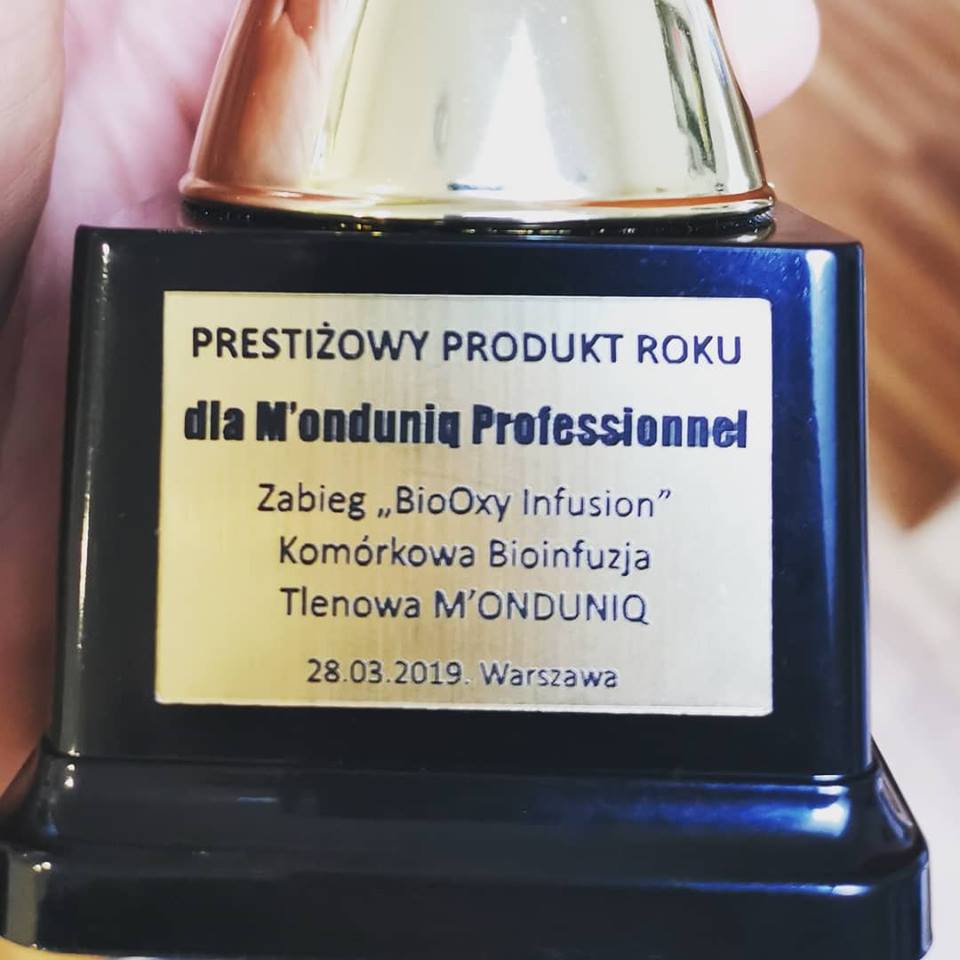 PRESTIŻOWY PRODUKT ROKU
dla M'onduniq Professionnel
Zabieg „BioOxy Infusion”
Komórkowa Bioinfuzja
Tlenowa M'ONDUNIQ
28.03.2019. Warszawa